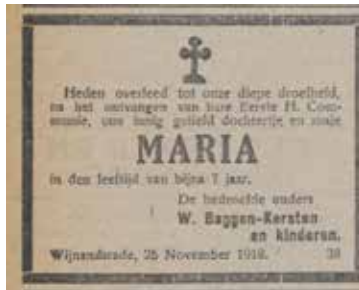 Heden overleed tot onze diepe droefheid,
na het ontvangen van hare Eerste H. Com-
munie, ons innig geliefd dochtertje en zusje
MARIA
in den leeftijd van bijna 7 jaar.
De bedroefde ouders
W. Baggen-Kersten
en kinderen.
Wijnandsrade, 25 November 1918. 38